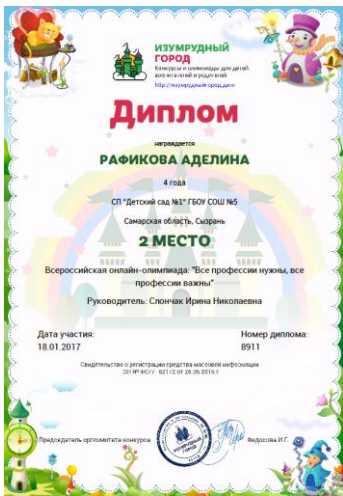 ИЗУМРУДНЫЙ
ГОРОД
Конкурсы и олимпиады для детей,
воспитателей и родителей
Диплом
награждается
РАФИКОВА АДЕЛИНА
4 года
СП "Детский сад №1" ГБОУ СОШ №5
Самарская область, Сызрань
2 МЕСТО
Всероссийская онлайн-олимпиада: "Все профессии нужны, все
профессии важны"
Руководитель: Слончак Ирина Николаевна
Дата участия:
18.01.2017
Номер диплома:
8911
Свидетельство о регистрации средства массовой информации
Председатель оргкомитета конкурса
ИЗУМРУДНЫЙ
ГОРОД
Федосова И.Г.